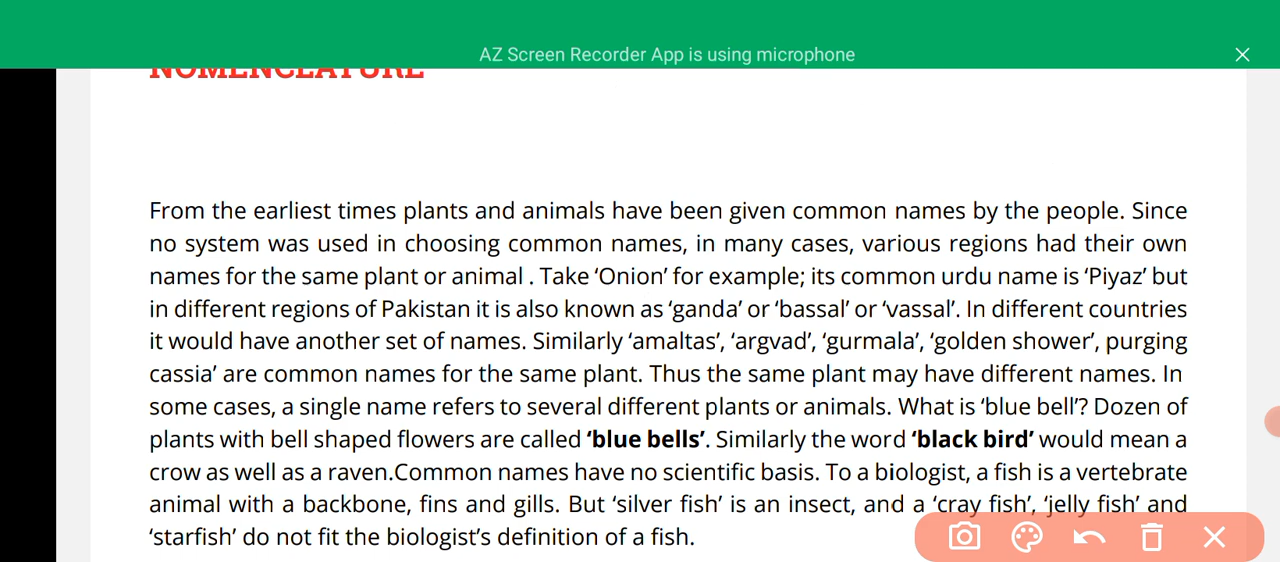 AZ Screen Recorder App is using microphone
NOMENCLATURE
From the earliest times plants and animals have been given common names by the people. Since
no system was used in choosing common names, in many cases, various regions had their own
names for the same plant or animal . Take ‘Onion’ for example; its common urdu name is ‘Piyaz’ but
in different regions of Pakistan it is also known as ‘ganda’ or ‘bassal’ or ‘vassal’. In different countries
it would have another set of names. Similarly ‘amaltas’, ‘argvad’, ‘gurmala’, ‘golden shower’, purging
cassia’ are common names for the same plant. Thus the same plant may have different names. In
some cases, a single name refers to several different plants or animals. What is ‘blue bell’? Dozen of
plants with bell shaped flowers are called ‘blue bells’. Similarly the word ‘black bird’ would mean a
crow as well as a raven.Common names have no scientific basis. To a biologist, a fish is a vertebrate
animal with a backbone, fins and gills. But ‘silver fish’ is an insect, and a ‘cray fish’, ‘jelly fish’ and
‘starfish’ do not fit the biologist’s definition of a fish.